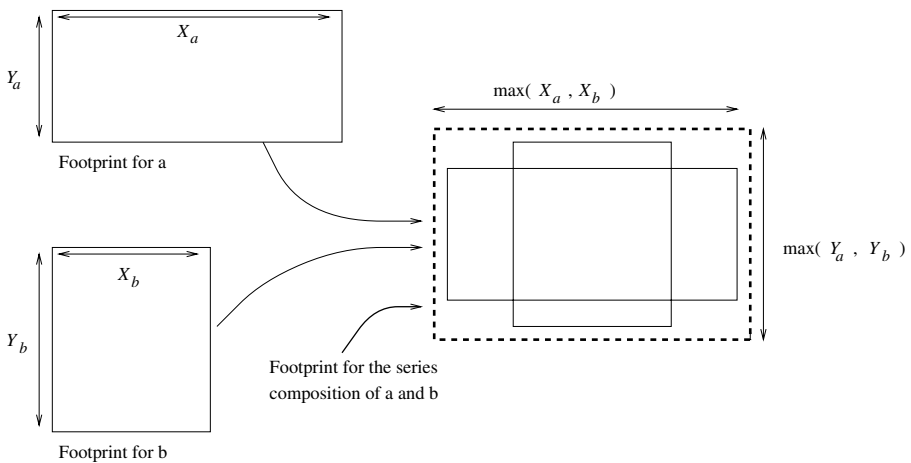 X_a
Y_a
Footprint for a
max( X_a , X_b )
max( Y_a , Y_b )
X_b
Y_b
Footprint for b
Footprint for the series
composition of a and b